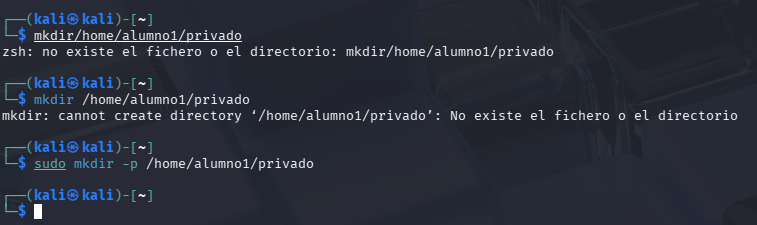 ┌──(kali㉿kali)-[~]
└─$ mkdir/home/alumno1/privado
zsh: no existe el fichero o el directorio: mkdir/home/alumno1/privado
┌──(kali㉿kali)-[~]
└─$ mkdir /home/alumno1/privado
mkdir: cannot create directory ‘/home/alumno1/privado’: No existe el fichero o el directorio
┌──(kali㉿kali)-[~]
└─$ sudo mkdir -p /home/alumno1/privado
┌──(kali㉿kali)-[~]
└─$